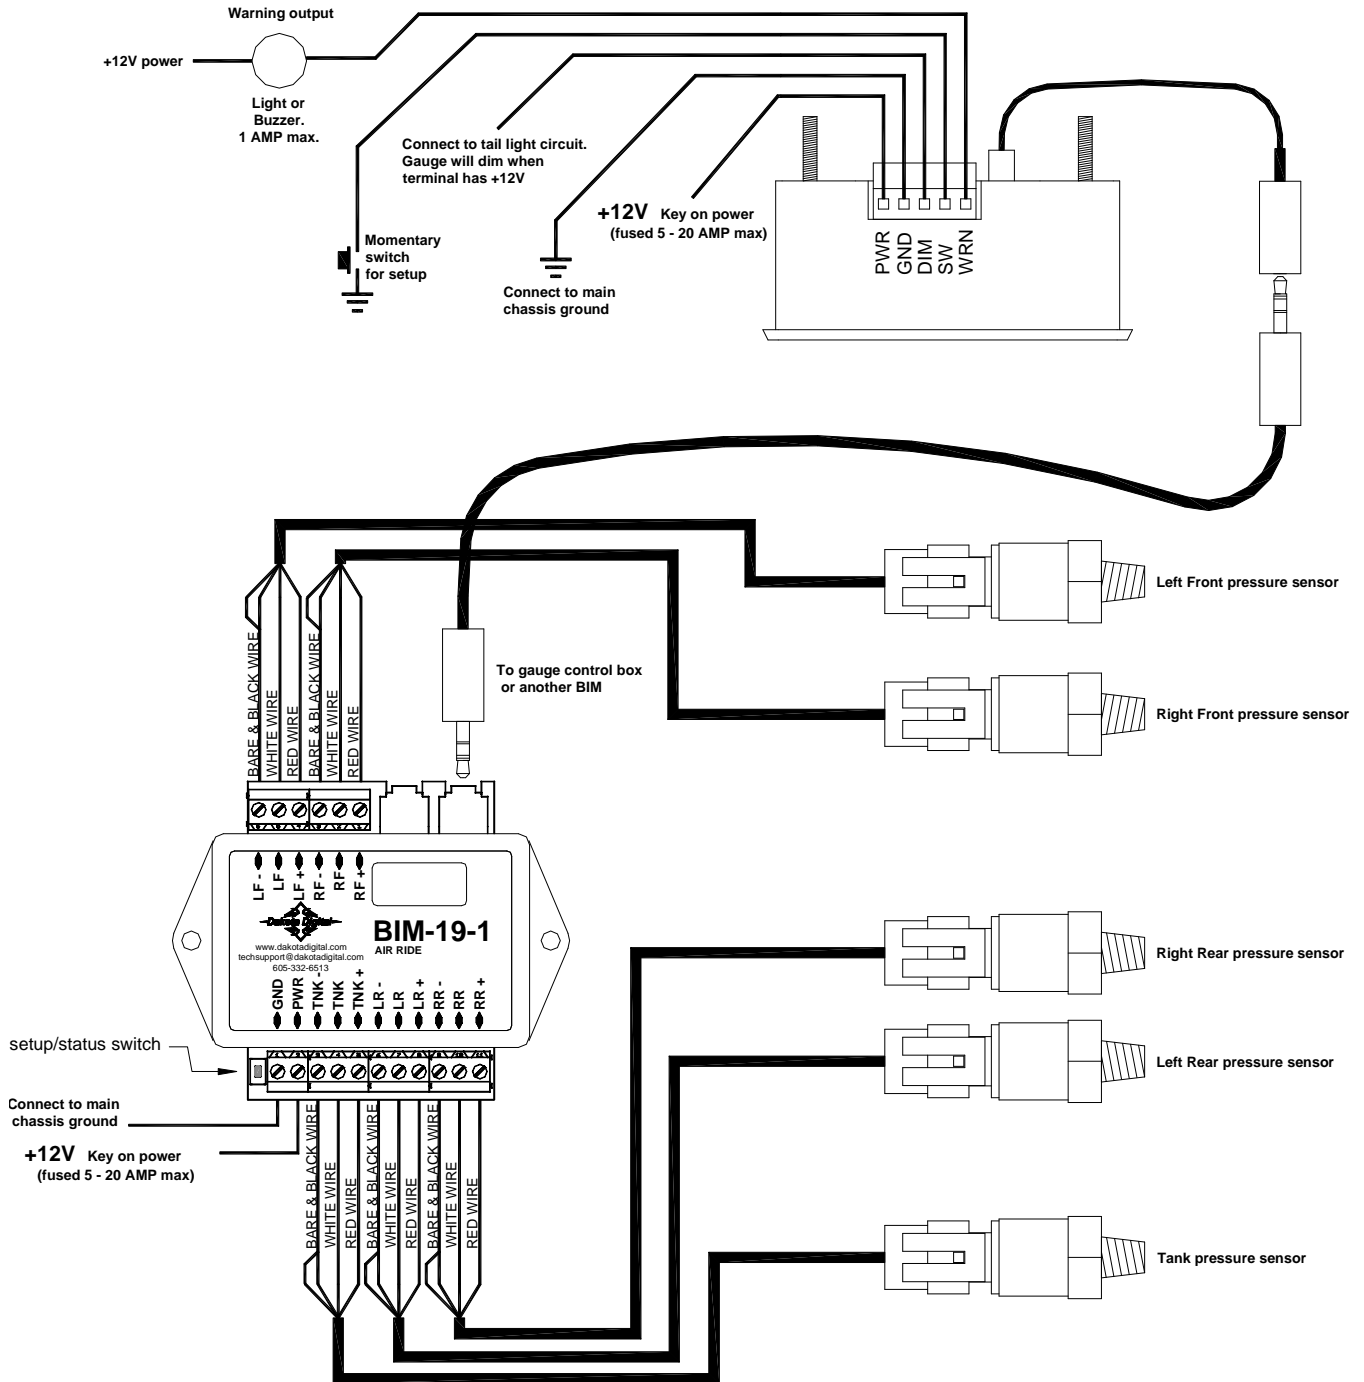 Warning output
+12V power
Light or
Buzzer.
1 AMP max.
Connect to tail light circuit.
Gauge will dim when
terminal has +12V
+12V Key on power
(fused 5 - 20 AMP max)
Momentary
switch
for setup
Connect to main
chassis ground
PWR
GND
DIM
SW
WRN
Left Front pressure sensor
To gauge control box
or another BIM
Right Front pressure sensor
BARE & BLACK WIRE
WHITE WIRE
RED WIRE
BARE & BLACK WIRE
WHITE WIRE
RED WIRE
LF -
LF
LF +
RF -
RF
RF +
Dakota Digital
www.dakotadigital.com
techsupport@dakotadigital.com
605-332-6513
BIM-19-1
AIR RIDE
GND
PWR
TNK -
TNK
TNK +
LR -
LR
LR +
RR -
RR
RR +
Right Rear pressure sensor
setup/status switch
Left Rear pressure sensor
Connect to main
chassis ground
+12V Key on power
(fused 5 - 20 AMP max)
BARE & BLACK WIRE
WHITE WIRE
RED WIRE
BARE & BLACK WIRE
WHITE WIRE
RED WIRE
BARE & BLACK WIRE
WHITE WIRE
RED WIRE
Tank pressure sensor